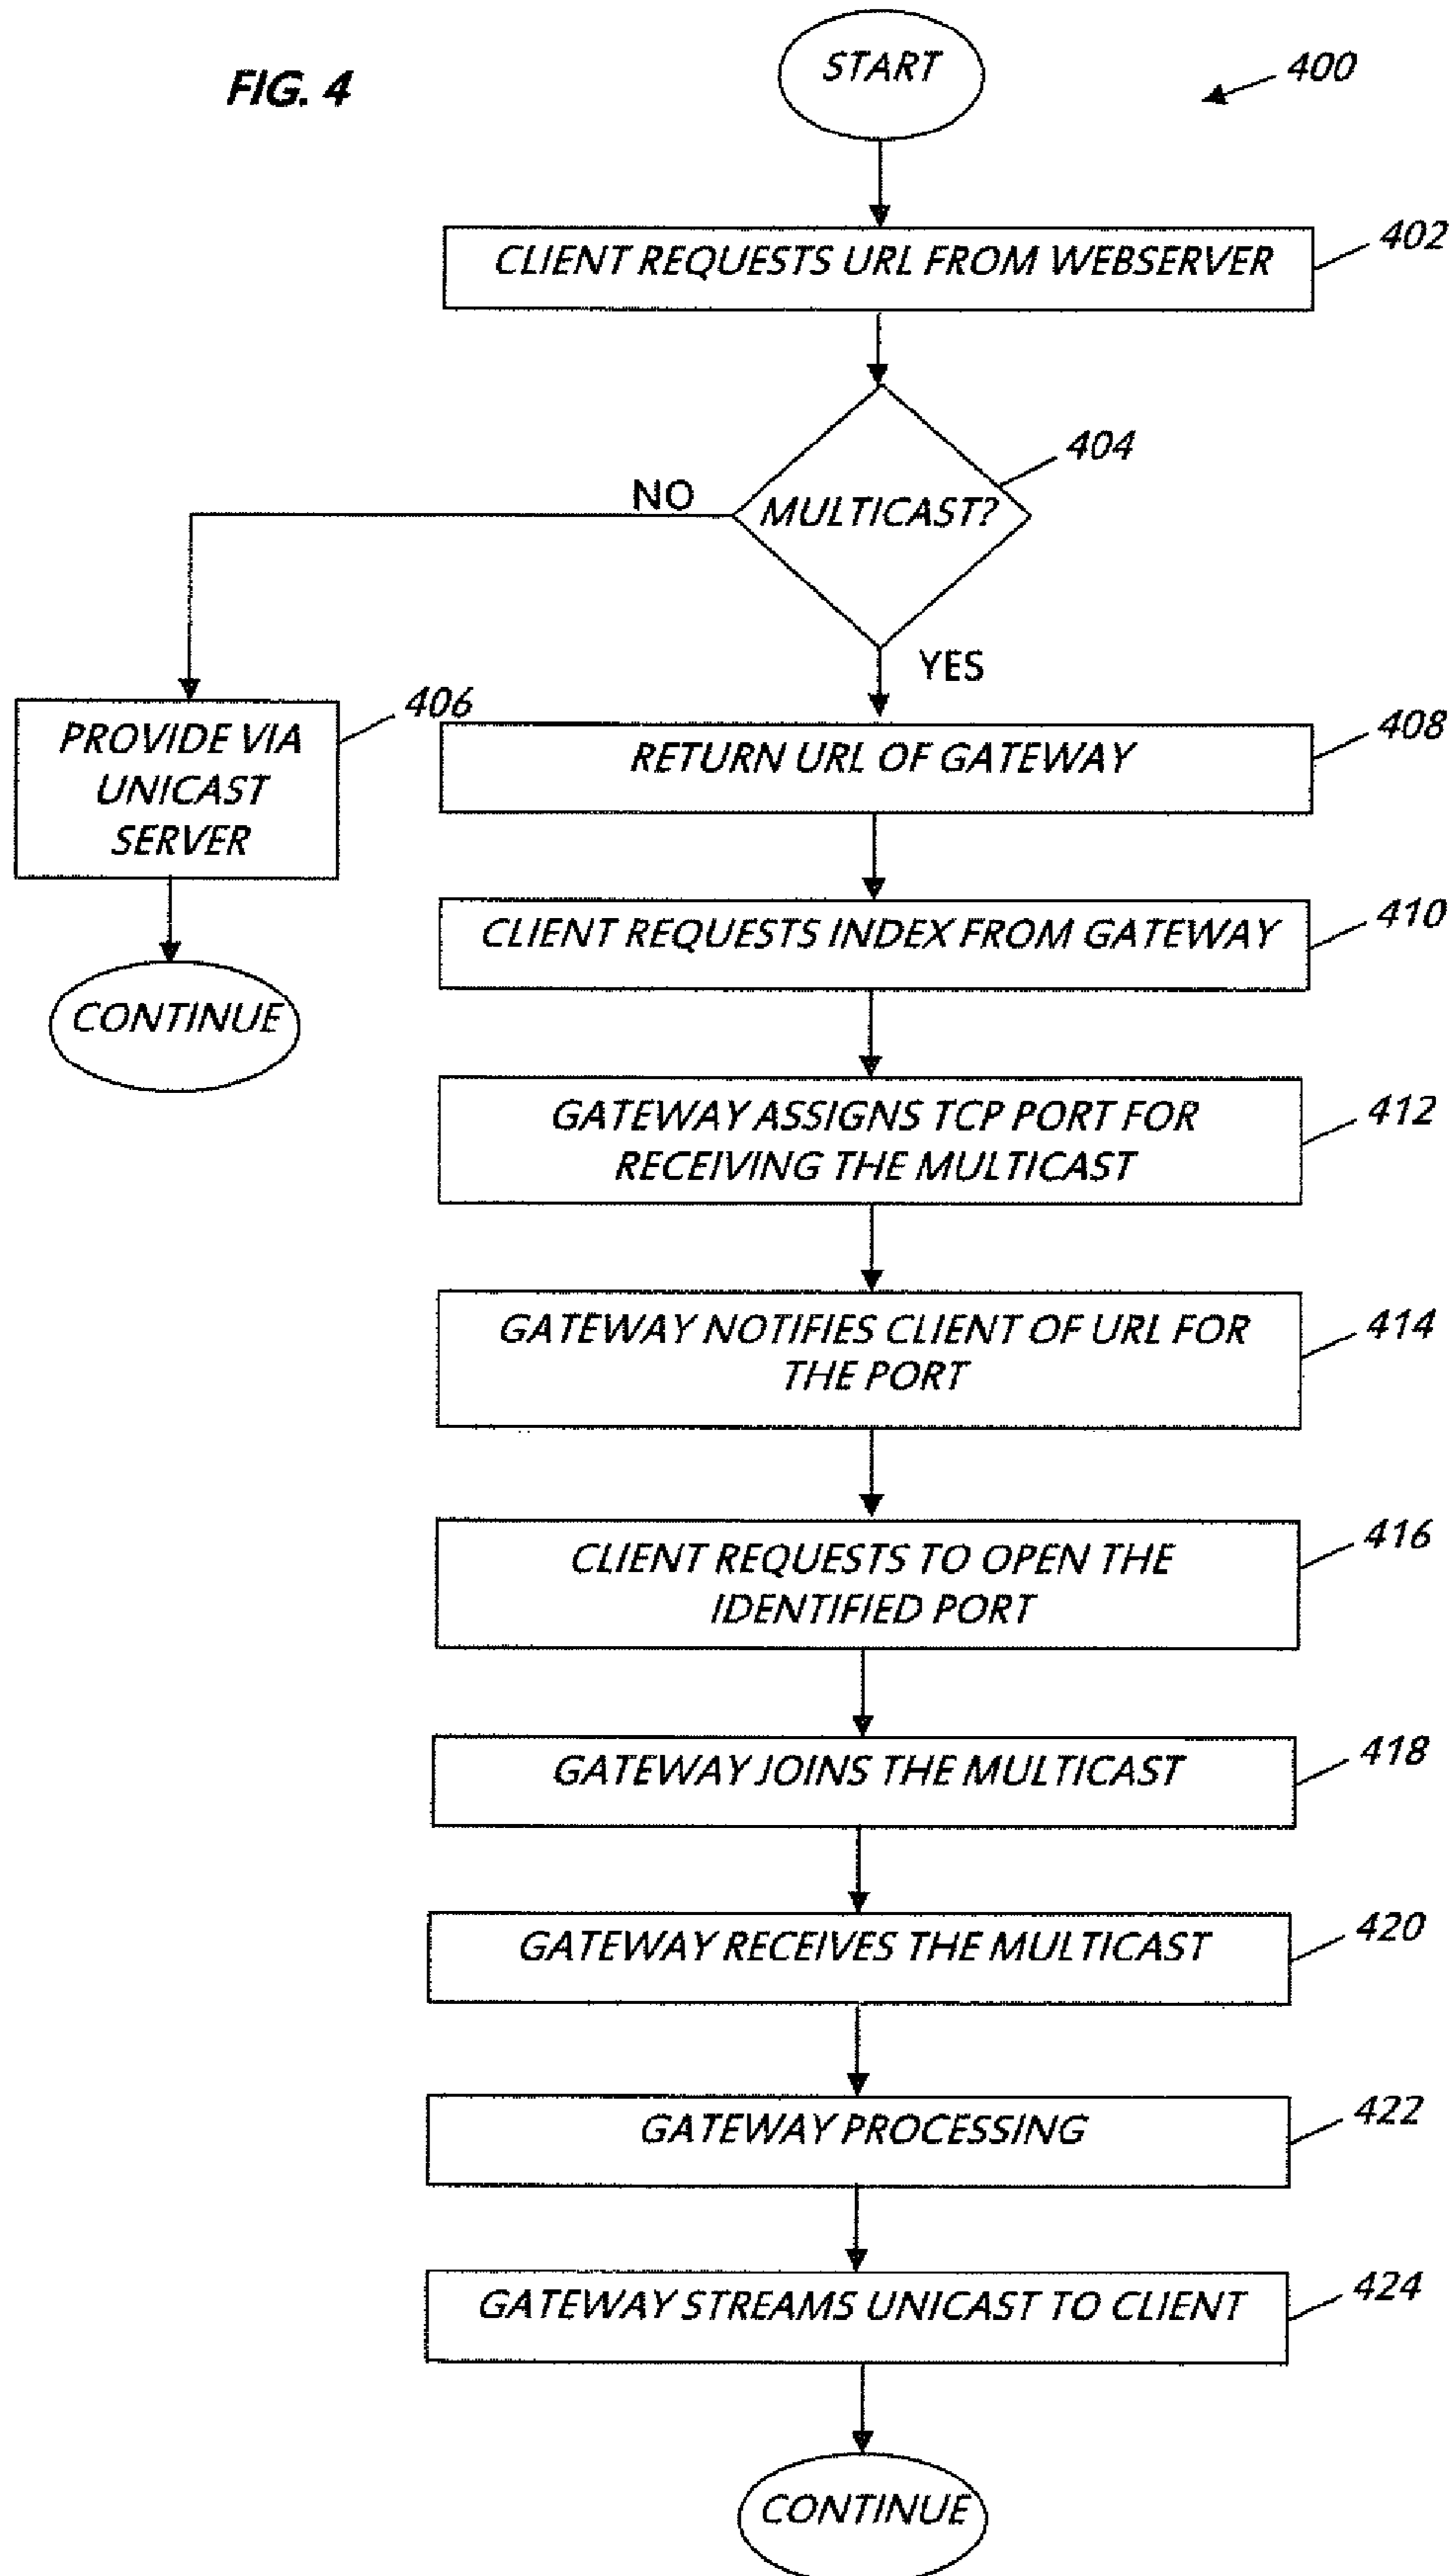 FIG. 4
START
400
CLIENT REQUESTS URL FROM WEBSERVER
402
404
MULTICAST?
NO
YES
406
PROVIDE VIA
UNICAST
SERVER
CONTINUE
RETURN URL OF GATEWAY
408
CLIENT REQUESTS INDEX FROM GATEWAY
410
GATEWAY ASSIGNS TCP PORT FOR
RECEIVING THE MULTICAST
412
GATEWAY NOTIFIES CLIENT OF URL FOR
THE PORT
414
CLIENT REQUESTS TO OPEN THE
IDENTIFIED PORT
416
GATEWAY JOINS THE MULTICAST
418
GATEWAY RECEIVES THE MULTICAST
420
GATEWAY PROCESSING
422
GATEWAY STREAMS UNICAST TO CLIENT
424
CONTINUE